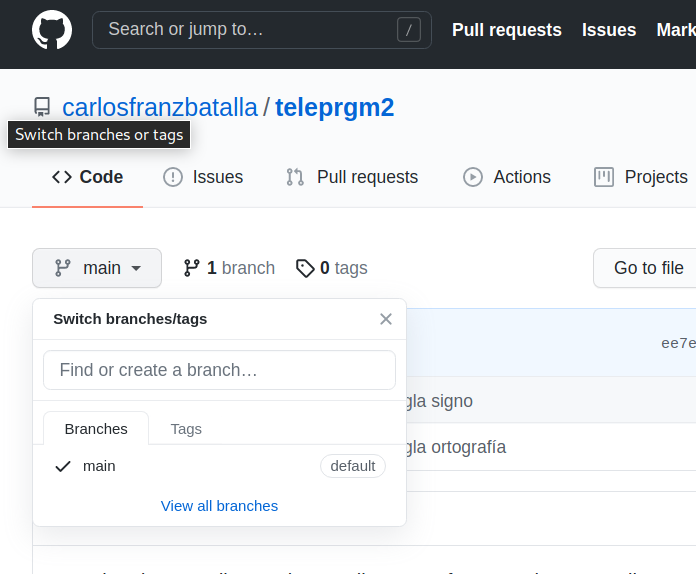 Search or jump to… / Pull requests Issues Mark
carlosfranzbatalla / teleprgm2
Switch branches or tags
Code Issues Pull requests Actions Projects
main 1 branch 0 tags Go to file
Switch branches/tags
ee7e
Find or create a branch…
gla signo
Branches Tags
gla ortografía
main default
View all branches